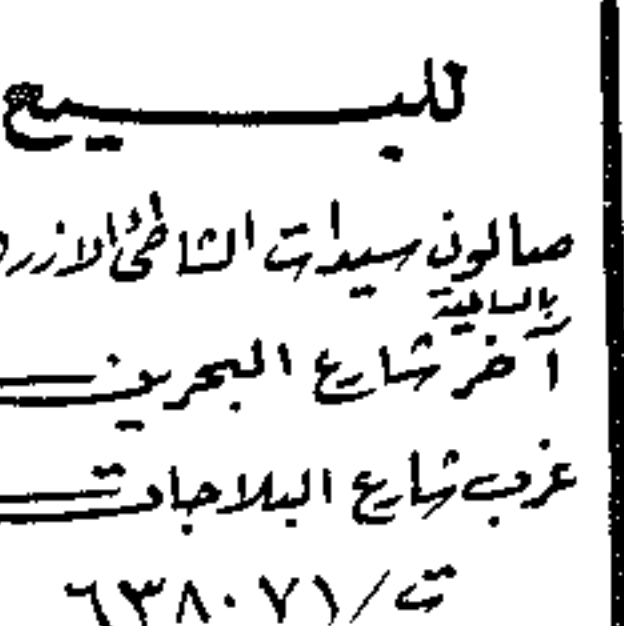 للبيع
صالون سيدات الشاطئ الازرق
بالسالمية
آخر شارع البحرين
غرب شارع البلاجات
ت/٦٣٨٠٧١